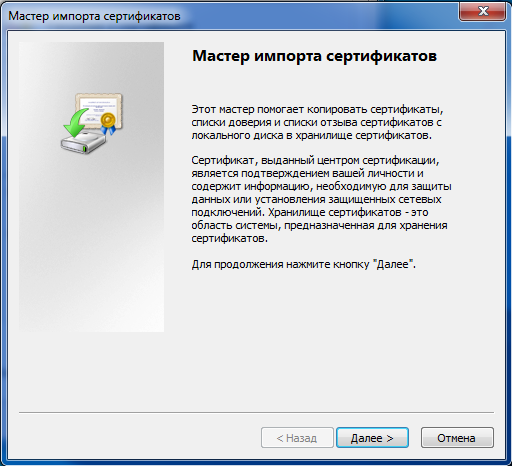 Мастер импорта сертификатов
Мастер импорта сертификатов
Этот мастер помогает копировать сертификаты,
списки доверия и списки отзыва сертификатов с
локального диска в хранилище сертификатов.
Сертификат, выданный центром сертификации,
является подтверждением вашей личности и
содержит информацию, необходимую для защиты
данных или установления защищенных сетевых
подключений. Хранилище сертификатов - это
область системы, предназначенная для хранения
сертификатов.
Для продолжения нажмите кнопку "Далее".
< Назад
Далее >
Отмена